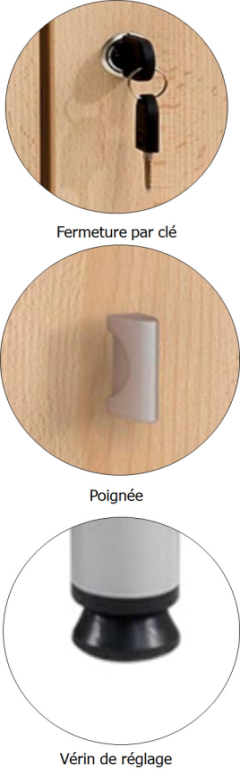 Fermeture par clé
Poignée
Vérin de réglage